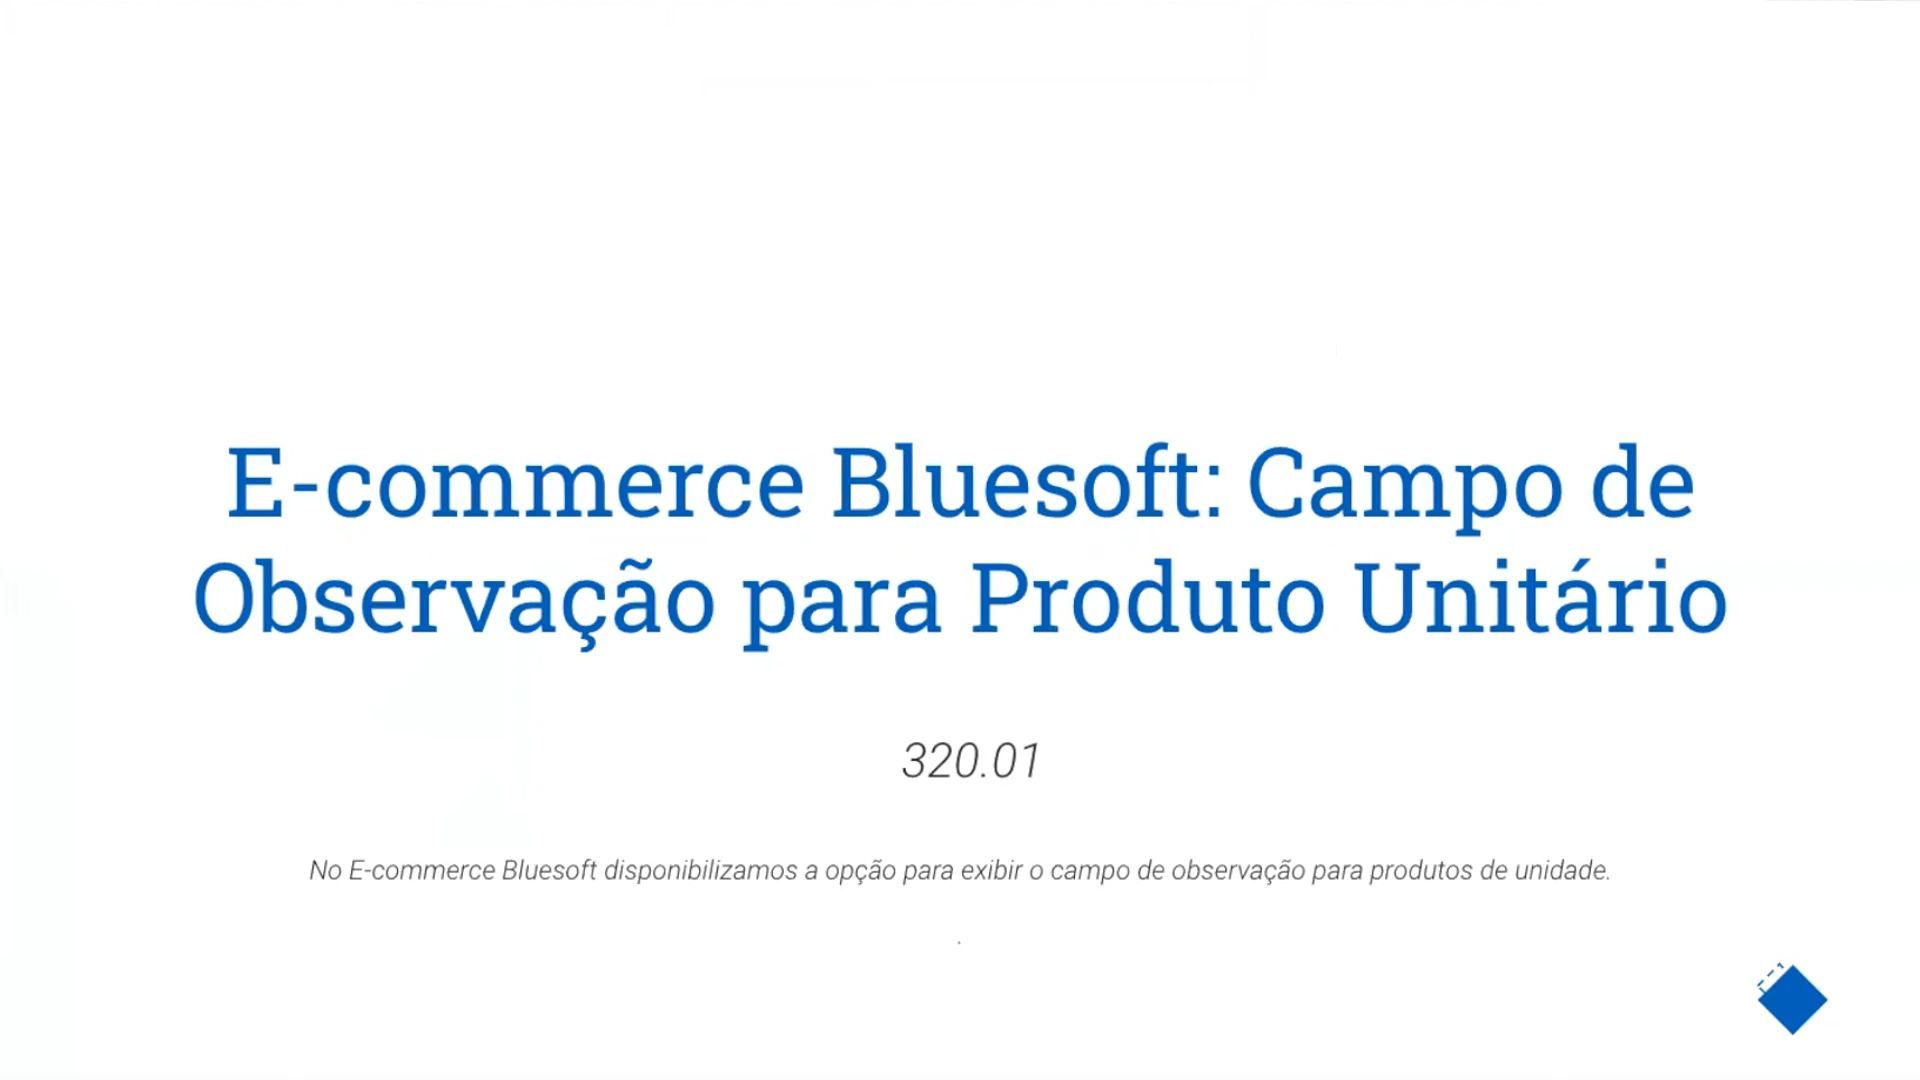 E-commerce Bluesoft: Campo de
Observação para Produto Unitário
320.01
No E-commerce Bluesoft disponibilizamos a opção para exibir o campo de observação para produtos de unidade.
.